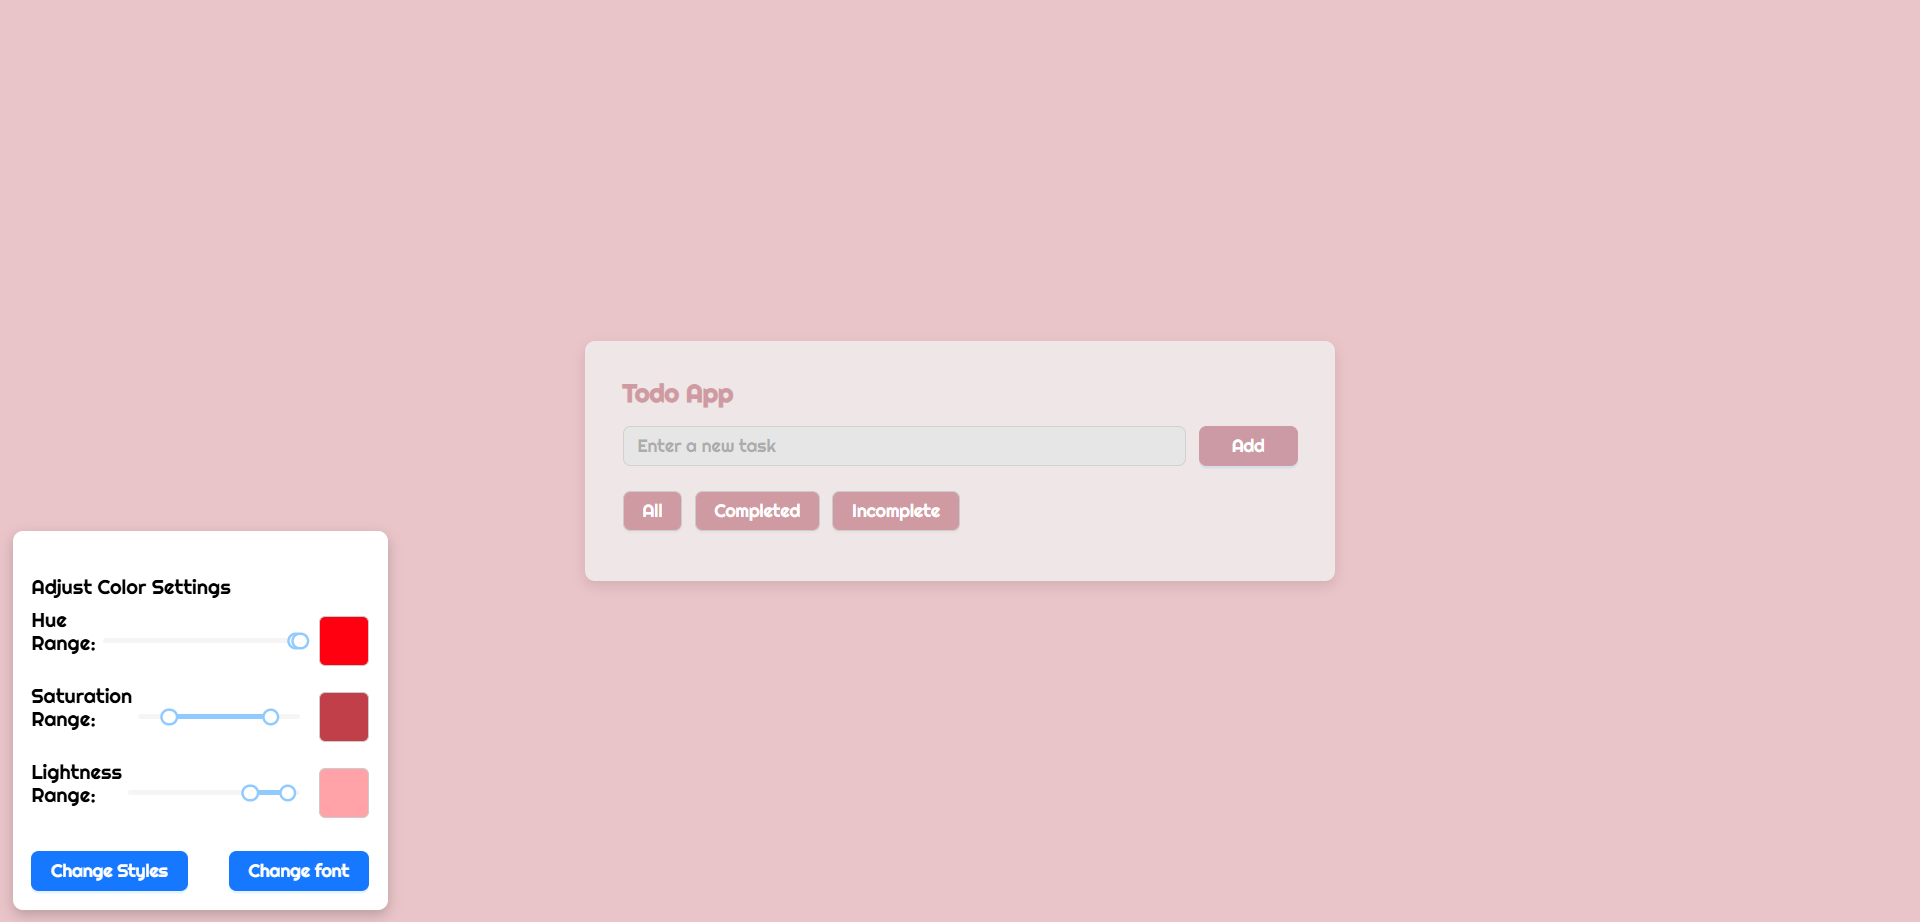 Todo App
Enter a new task
Add
All
Completed
Incomplete
Adjust Color Settings
Hue
Range:
Saturation
Range:
Lightness
Range:
Change Styles
Change font